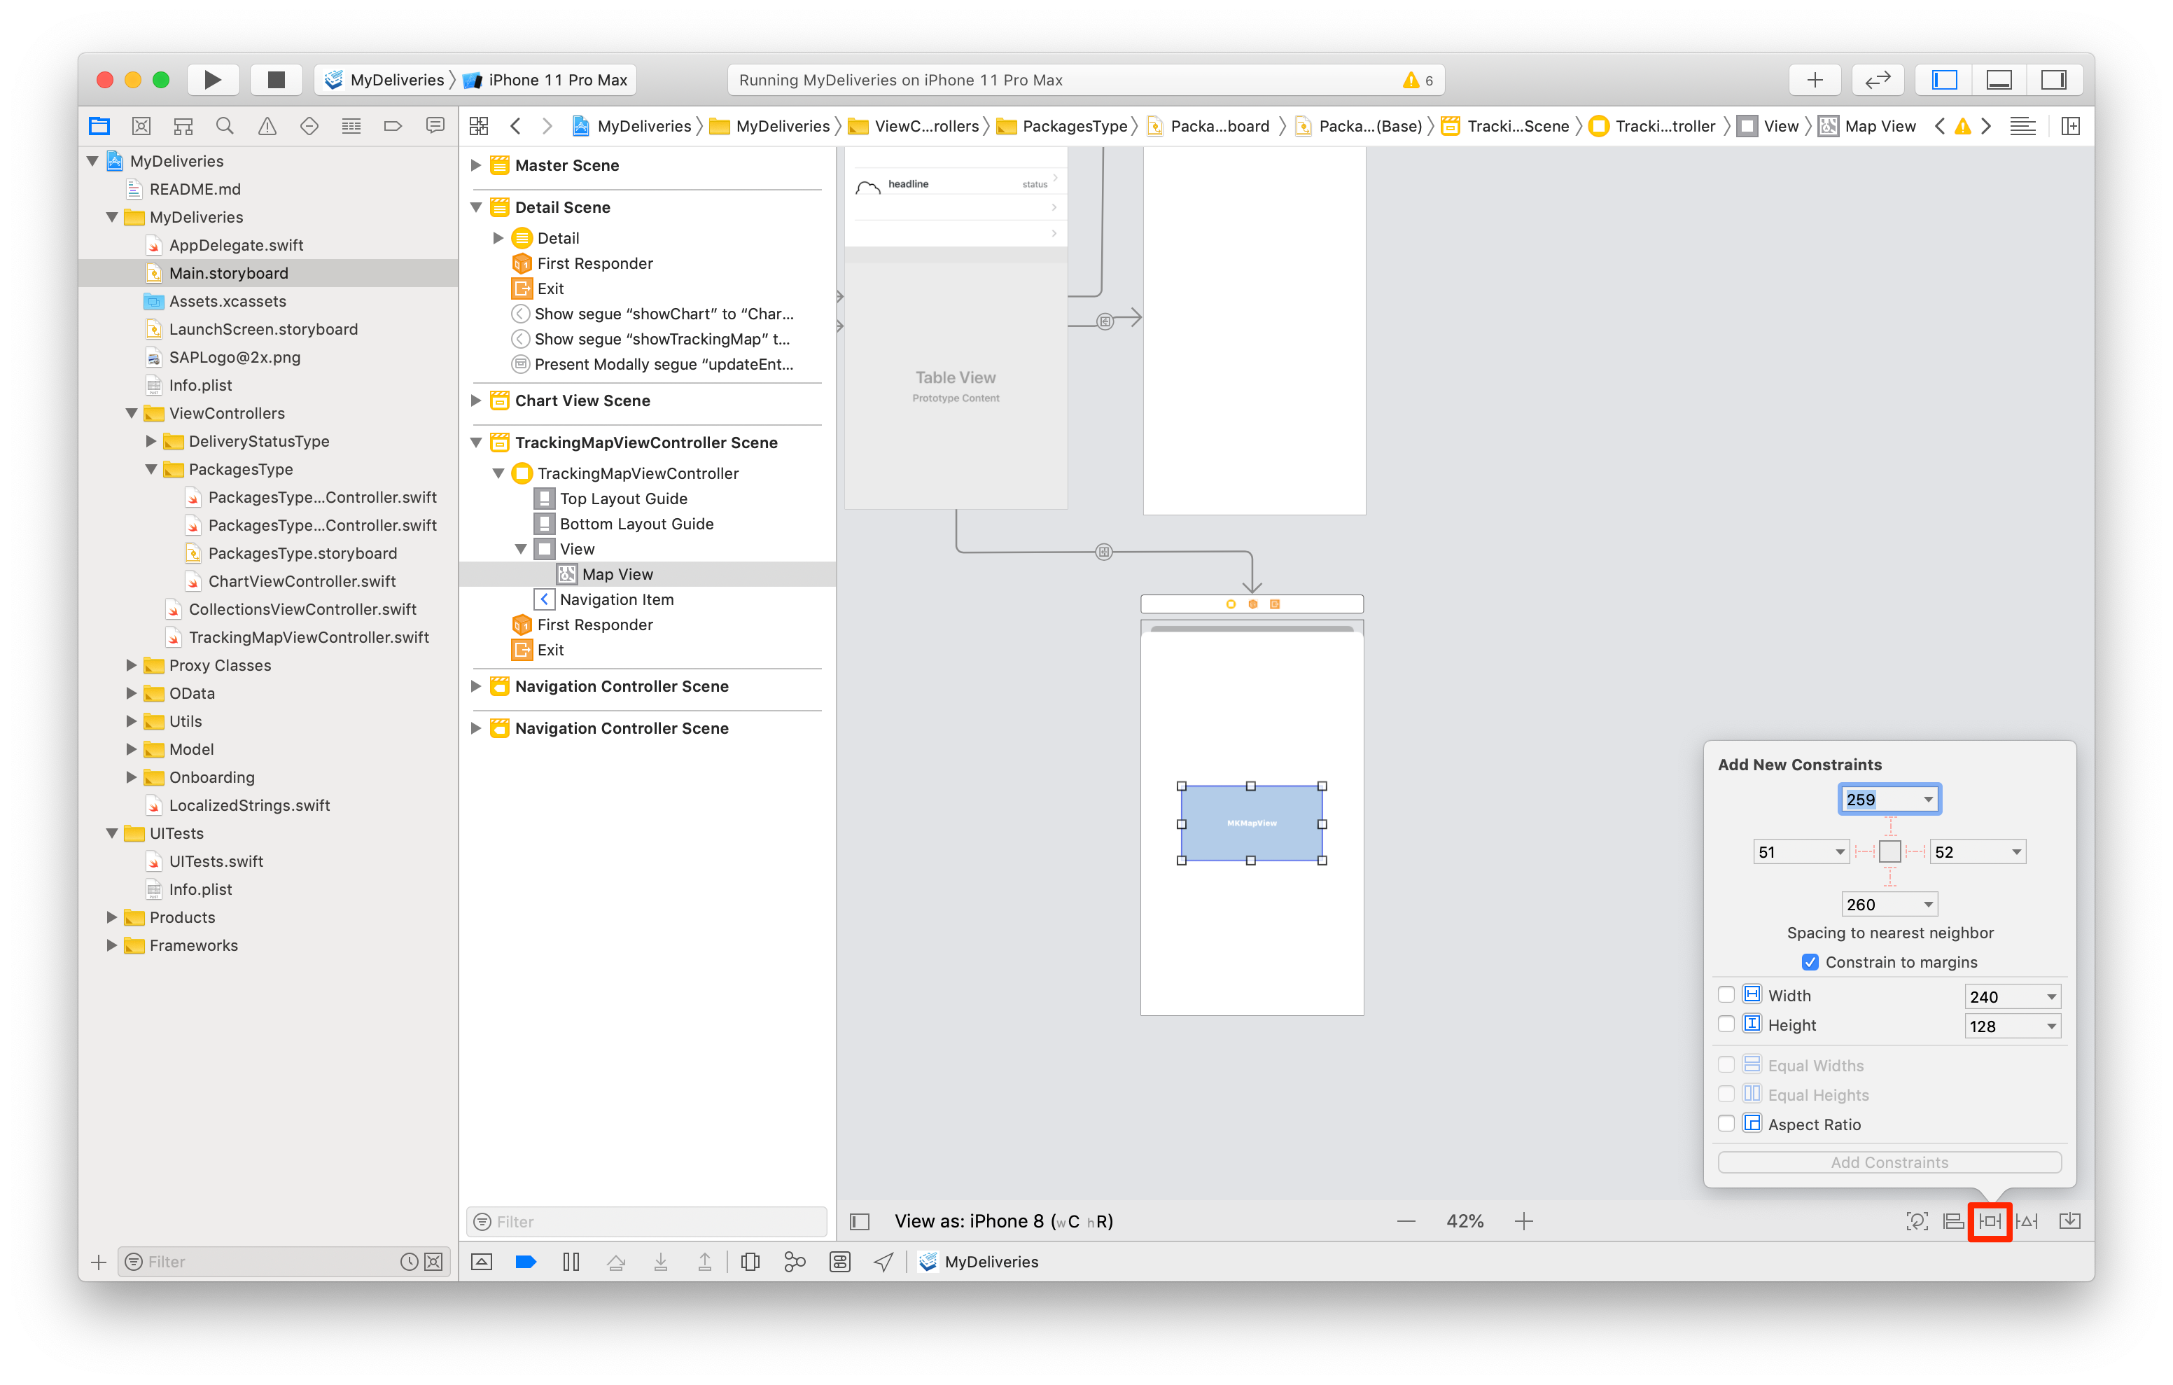 MyDeliveries 〉 iPhone 11 Pro Max
Running MyDeliveries on iPhone 11 Pro Max
6
MyDeliveries 〉 MyDeliveries 〉 ViewC...rollers 〉 PackagesType 〉 Packa...board 〉 Packa...(Base) 〉 Tracki...Scene 〉 Tracki...troller 〉 View 〉 Map View
MyDeliveries
README.md
MyDeliveries
AppDelegate.swift
Main.storyboard
Assets.xcassets
LaunchScreen.storyboard
SAPLogo@2x.png
Info.plist
ViewControllers
DeliveryStatusType
PackagesType
PackagesType...Controller.swift
PackagesType...Controller.swift
PackagesType.storyboard
ChartViewController.swift
CollectionsViewController.swift
TrackingMapViewController.swift
Proxy Classes
OData
Utils
Model
Onboarding
LocalizedStrings.swift
UITests
UITests.swift
Info.plist
Products
Frameworks
Filter
Master Scene
Detail Scene
Detail
First Responder
Exit
Show segue “showChart” to “Char...
Show segue “showTrackingMap” t...
Present Modally segue “updateEnt...
Chart View Scene
TrackingMapViewController Scene
TrackingMapViewController
Top Layout Guide
Bottom Layout Guide
View
Map View
Navigation Item
First Responder
Exit
Navigation Controller Scene
Navigation Controller Scene
Filter
headline
status
Table View
Prototype Content
MKMapView
Add New Constraints
259
51
52
260
Spacing to nearest neighbor
Constrain to margins
Width 240
Height 128
Equal Widths
Equal Heights
Aspect Ratio
Add Constraints
View as: iPhone 8 (wC hR)
42%
MyDeliveries